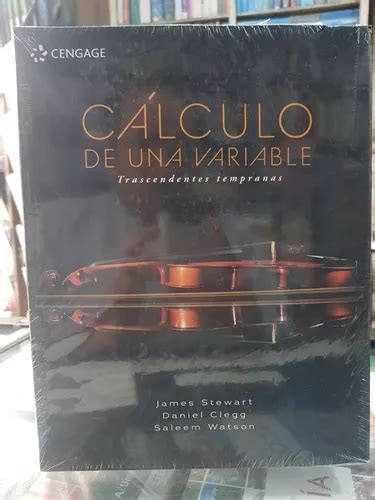 CENGAGE
CÁLCULO
DE UNA VARIABLE
Trascendentes tempranas
James Stewart
Daniel Clegg
Saleem Watson